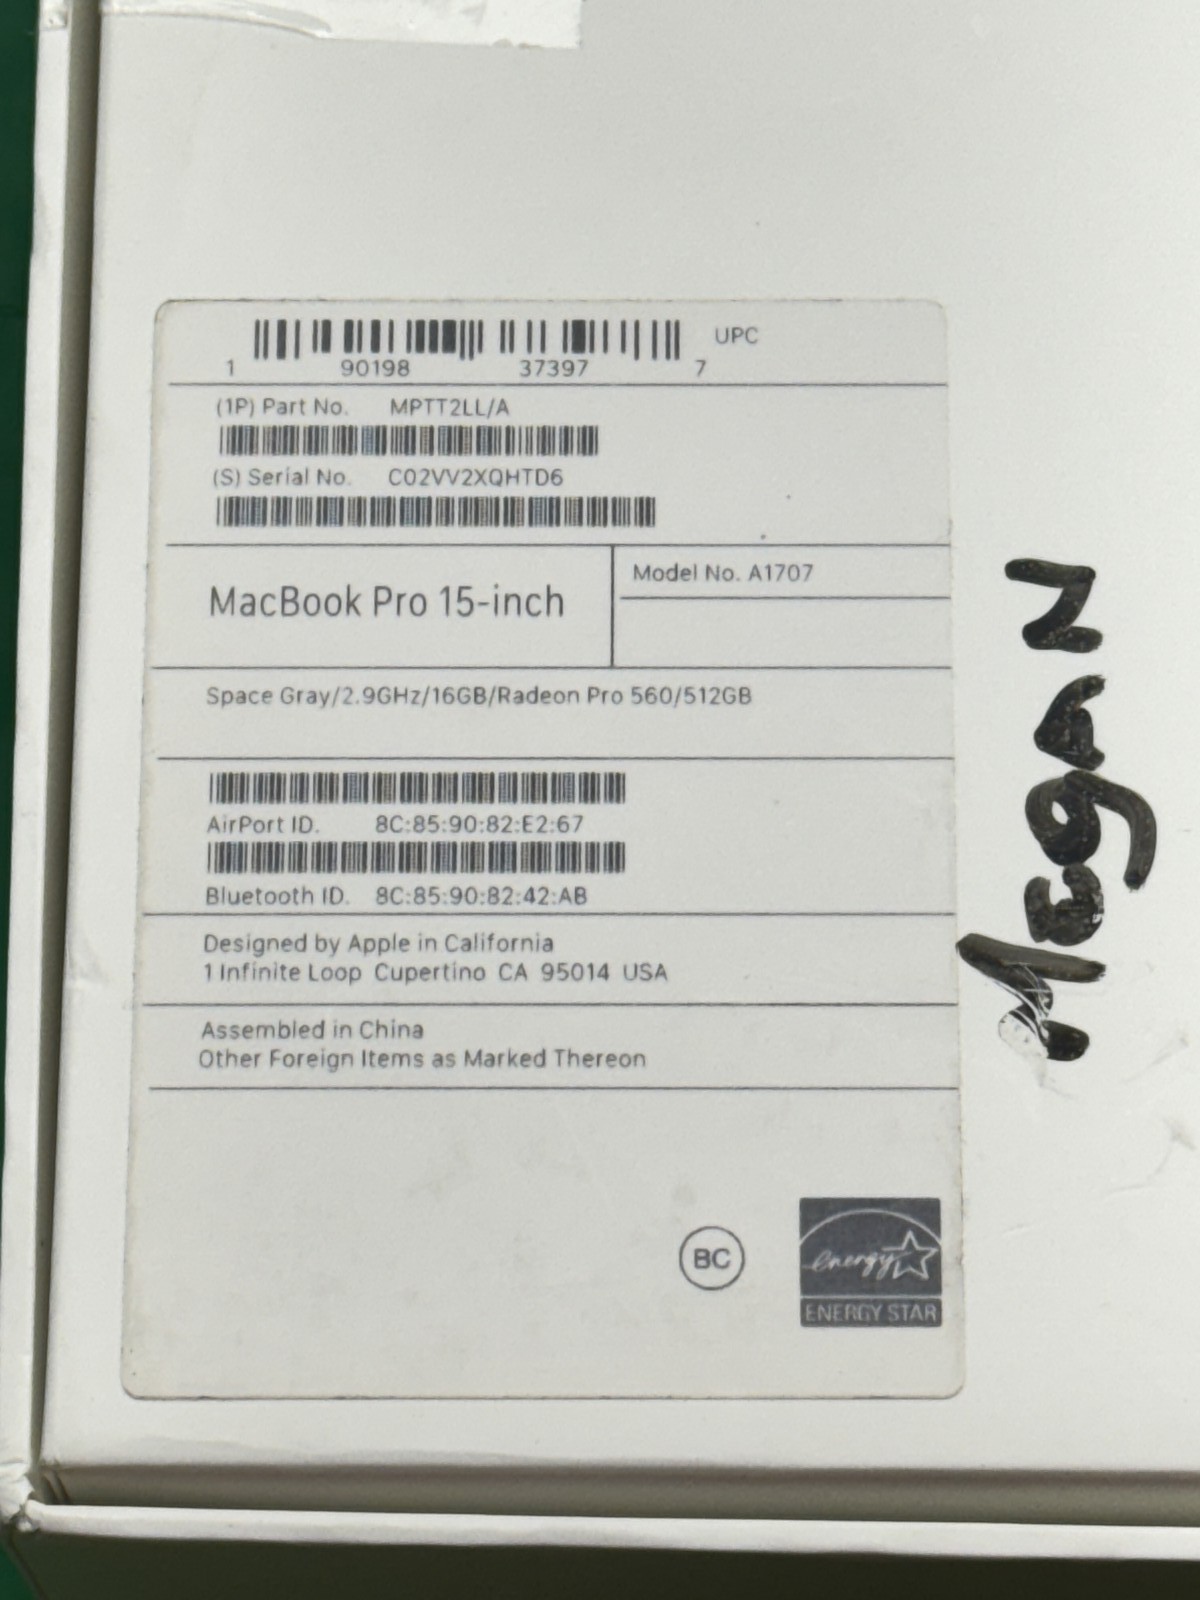 UPC
1 90198 37397 7
(1P) Part No. MPTT2LL/A
(S) Serial No. C02VV2XQHTD6
MacBook Pro 15-inch
Model No. A1707
Space Gray/2.9GHz/16GB/Radeon Pro 560/512GB
AirPort ID. 8C:85:90:82:E2:67
Bluetooth ID. 8C:85:90:82:42:AB
Designed by Apple in California
1 Infinite Loop Cupertino CA 95014 USA
Assembled in China
Other Foreign Items as Marked Thereon
BC
energy
ENERGY STAR
Megan